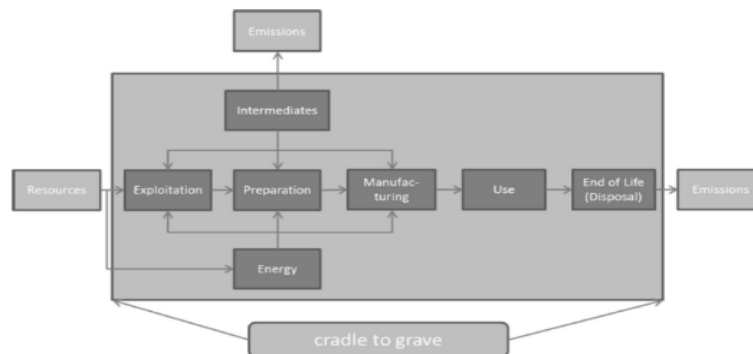 Emissions
Intermediates
Resources
Exploitation
Preparation
Manufac-
turing
Use
End of Life
(Disposal)
Emissions
Energy
cradle to grave